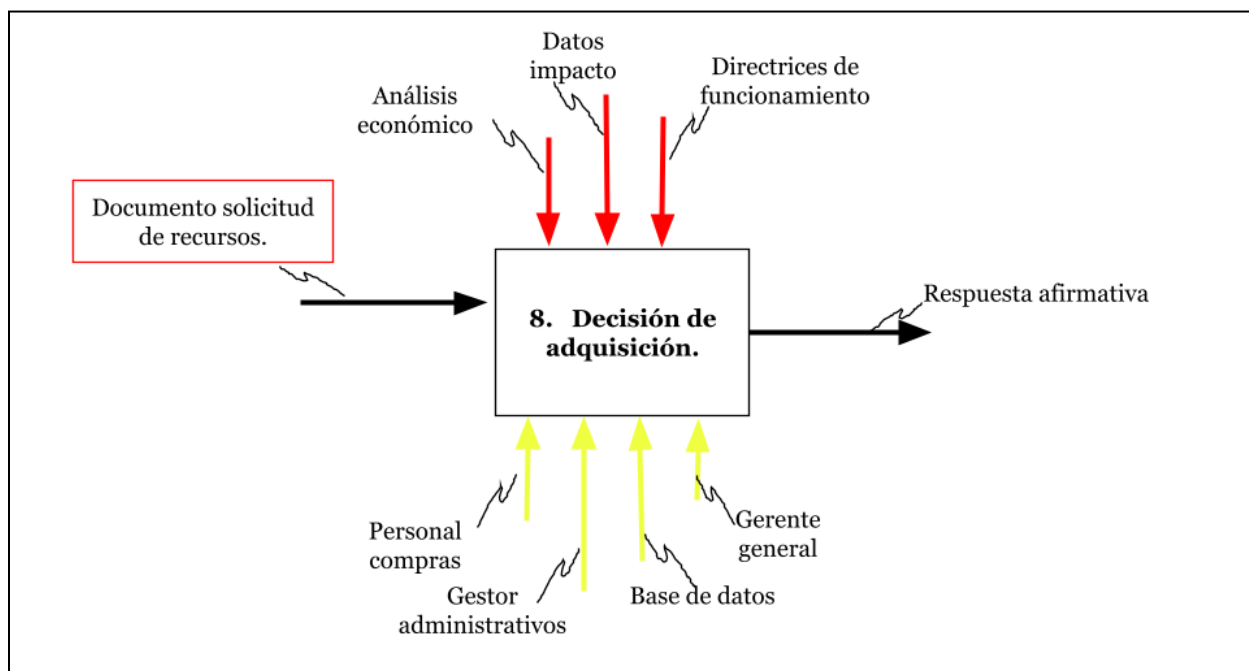 Datos
impacto
Directrices de
funcionamiento
Análisis
económico
Documento solicitud
de recursos.
Respuesta afirmativa
8. Decisión de
adquisición.
Personal
compras
Gerente
general
Gestor
administrativos
Base de datos